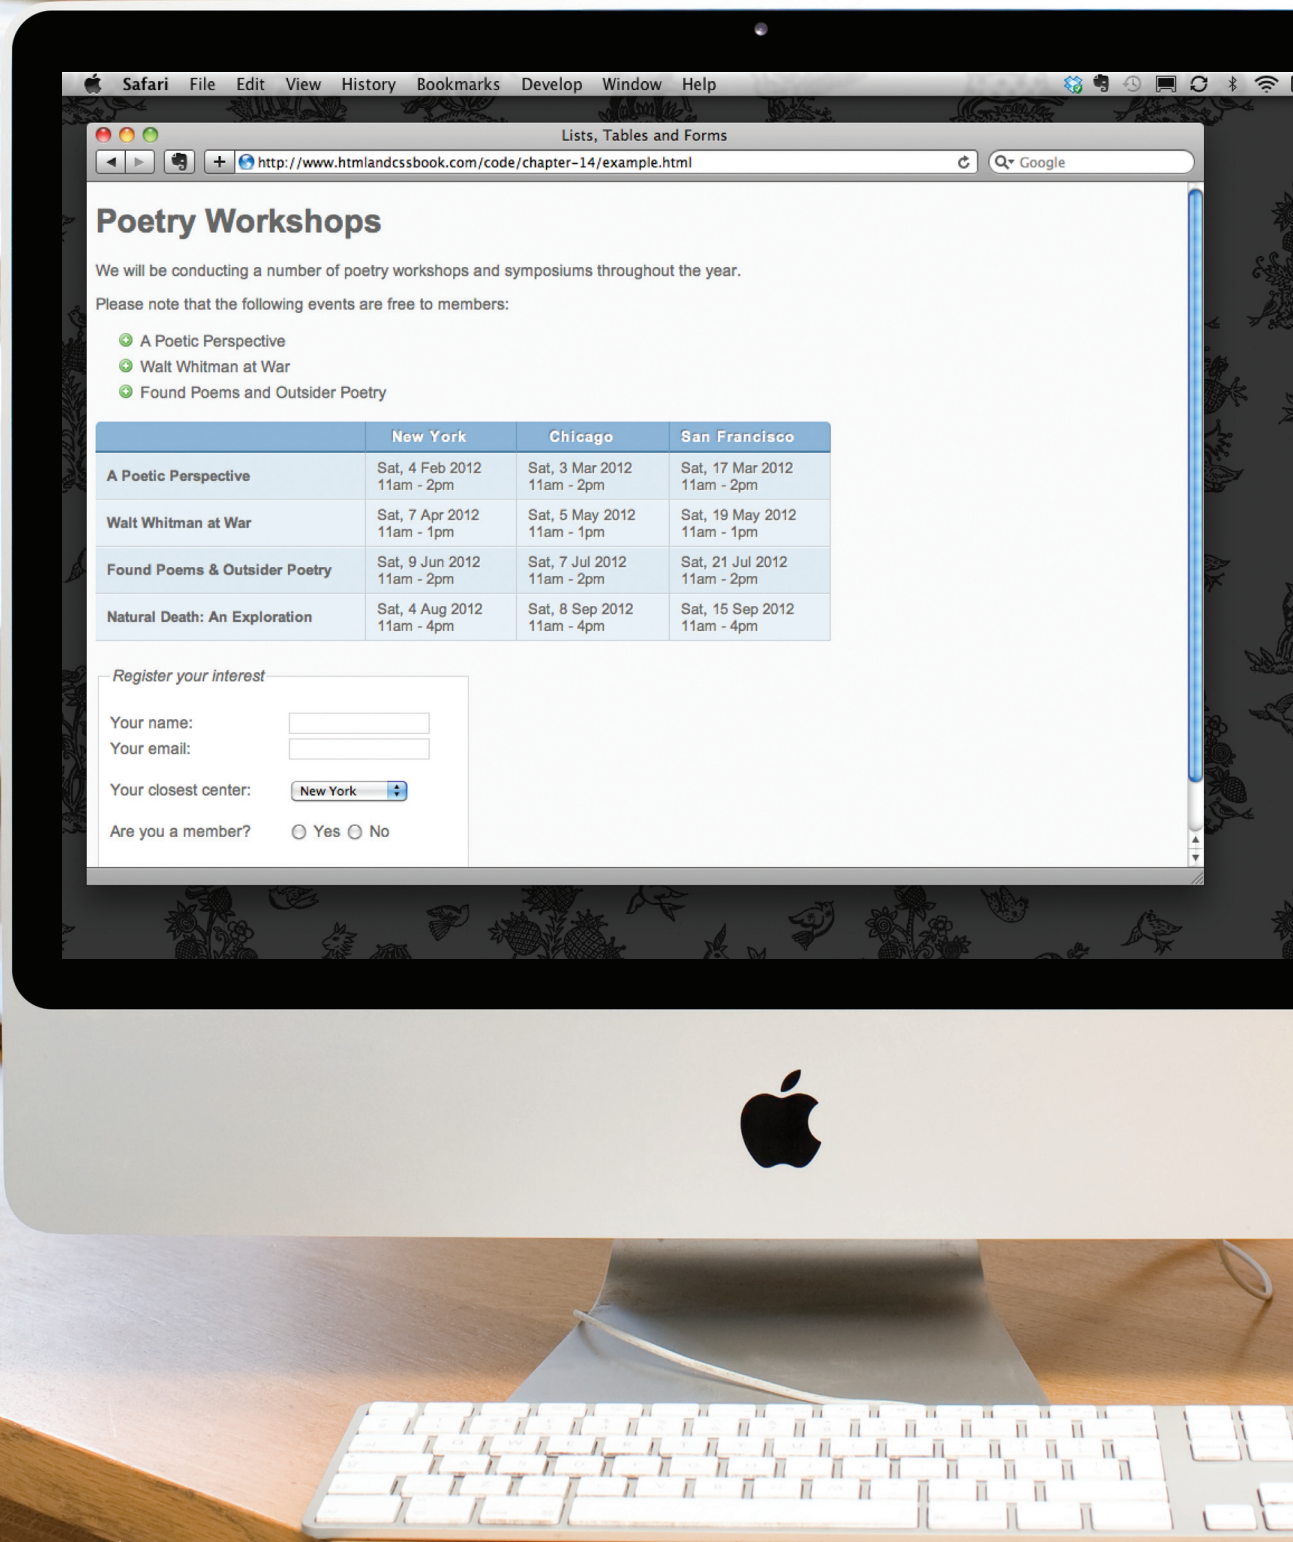 Safari File Edit View History Bookmarks Develop Window Help
Lists, Tables and Forms
http://www.htmlandcssbook.com/code/chapter-14/example.html
Google
Poetry Workshops
We will be conducting a number of poetry workshops and symposiums throughout the year.
Please note that the following events are free to members:
A Poetic Perspective
Walt Whitman at War
Found Poems and Outsider Poetry
New York Chicago San Francisco
A Poetic Perspective
Sat, 4 Feb 2012 Sat, 3 Mar 2012 Sat, 17 Mar 2012
11am - 2pm 11am - 2pm 11am - 2pm
Walt Whitman at War
Sat, 7 Apr 2012 Sat, 5 May 2012 Sat, 19 May 2012
11am - 1pm 11am - 1pm 11am - 1pm
Found Poems & Outsider Poetry
Sat, 9 Jun 2012 Sat, 7 Jul 2012 Sat, 21 Jul 2012
11am - 2pm 11am - 2pm 11am - 2pm
Natural Death: An Exploration
Sat, 4 Aug 2012 Sat, 8 Sep 2012 Sat, 15 Sep 2012
11am - 4pm 11am - 4pm 11am - 4pm
Register your interest
Your name:
Your email:
Your closest center: New York
Are you a member? Yes No